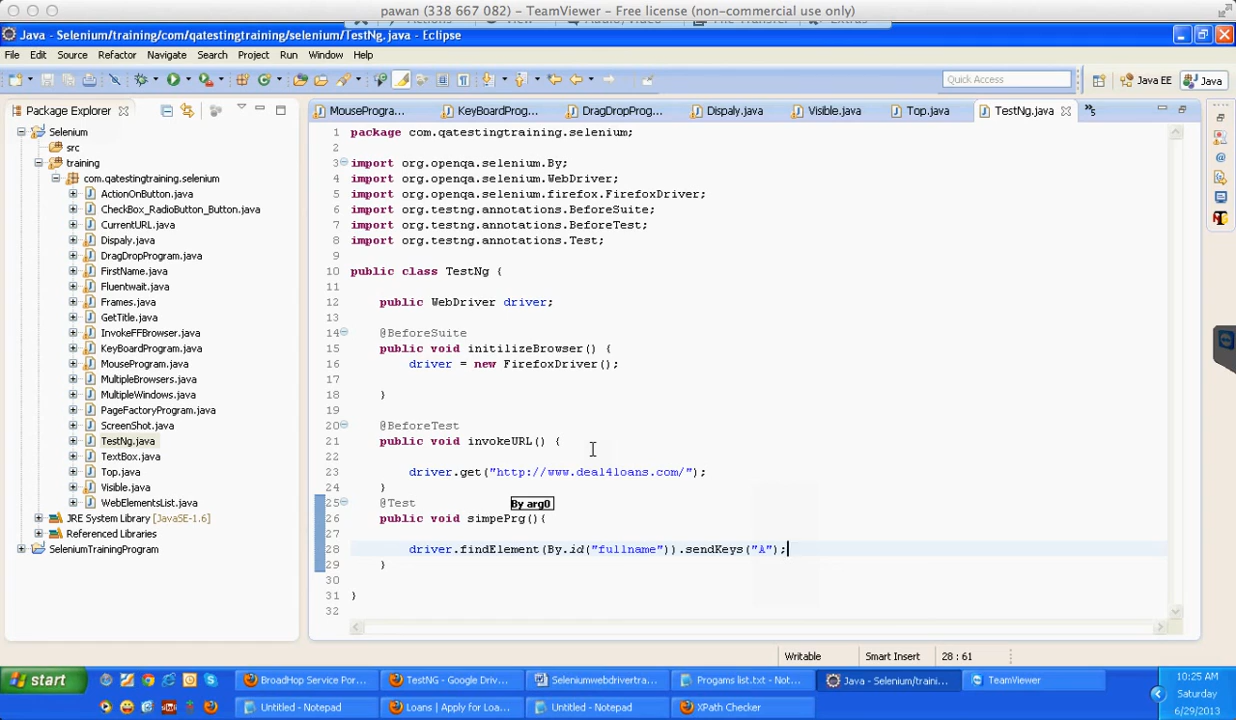 pawan (338 667 082) - TeamViewer - Free license (non-commercial use only)
Java - Selenium/training/com/qatestingtraining/selenium/TestNg.java - Eclipse
File Edit Source Refactor Navigate Search Project Run Window Help
Quick Access
Java EE
Java
Package Explorer
MouseProgra...
KeyBoardProg...
DragDropProg...
Dispaly.java
Visible.java
Top.java
TestNg.java
»5
Selenium
src
training
com.qatestingtraining.selenium
ActionOnButton.java
CheckBox_RadioButton_Button.java
CurrentURL.java
Dispaly.java
DragDropProgram.java
FirstName.java
Fluentwait.java
Frames.java
GetTitle.java
InvokeFFBrowser.java
KeyBoardProgram.java
MouseProgram.java
MultipleBrowsers.java
MultipleWindows.java
PageFactoryProgram.java
ScreenShot.java
TestNg.java
TextBox.java
Top.java
Visible.java
WebElementsList.java
JRE System Library [JavaSE-1.6]
Referenced Libraries
SeleniumTrainingProgram
1 package com.qatestingtraining.selenium;
2
3 import org.openqa.selenium.By;
4 import org.openqa.selenium.WebDriver;
5 import org.openqa.selenium.firefox.FirefoxDriver;
6 import org.testng.annotations.BeforeSuite;
7 import org.testng.annotations.BeforeTest;
8 import org.testng.annotations.Test;
9
10 public class TestNg {
11
12 public WebDriver driver;
13
14 @BeforeSuite
15 public void initilizeBrowser() {
16 driver = new FirefoxDriver();
17
18 }
19
20 @BeforeTest
21 public void invokeURL() {
22
23 driver.get("http://www.deal4loans.com/");
24 }
25 @Test
By arg0
26 public void simpePrg(){
27
28 driver.findElement(By.id("fullname")).sendKeys("A");
29 }
30
31 }
32
Writable
Smart Insert
28 : 61
start
BroadHop Service Por...
TestNG - Google Driv...
Seleniumwebdrivertra...
Progams list.txt - Not...
Java - Selenium/traini...
TeamViewer
Untitled - Notepad
Loans | Apply for Loa...
Untitled - Notepad
XPath Checker
10:25 AM
Saturday
6/29/2013